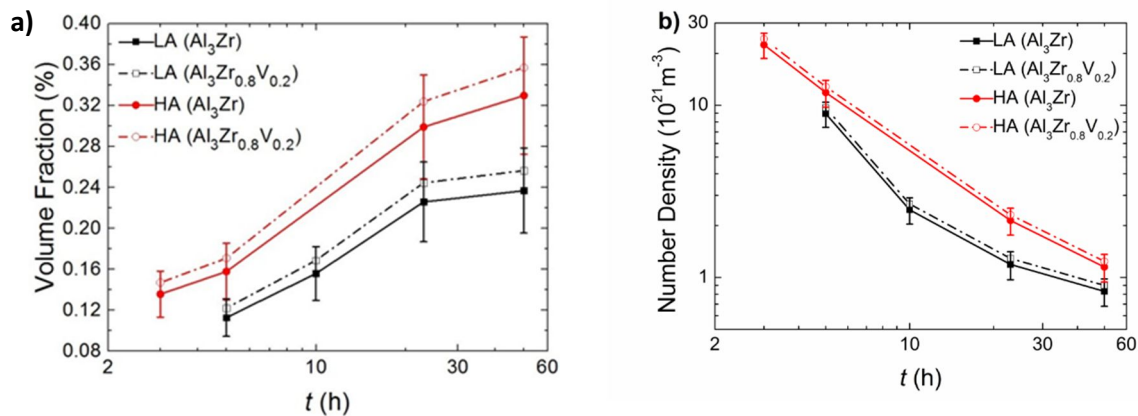 a)
0.40
0.36
0.32
0.28
0.24
0.20
0.16
0.12
0.08
Volume Fraction (%)
LA (Al₃Zr)
LA (Al₃Zr₀.₈V₀.₂)
HA (Al₃Zr)
HA (Al₃Zr₀.₈V₀.₂)
2 10 30 60
t (h)
b)
30
10
1
Number Density (10²¹m⁻³)
LA (Al₃Zr)
LA (Al₃Zr₀.₈V₀.₂)
HA (Al₃Zr)
HA (Al₃Zr₀.₈V₀.₂)
2 10 30 60
t (h)